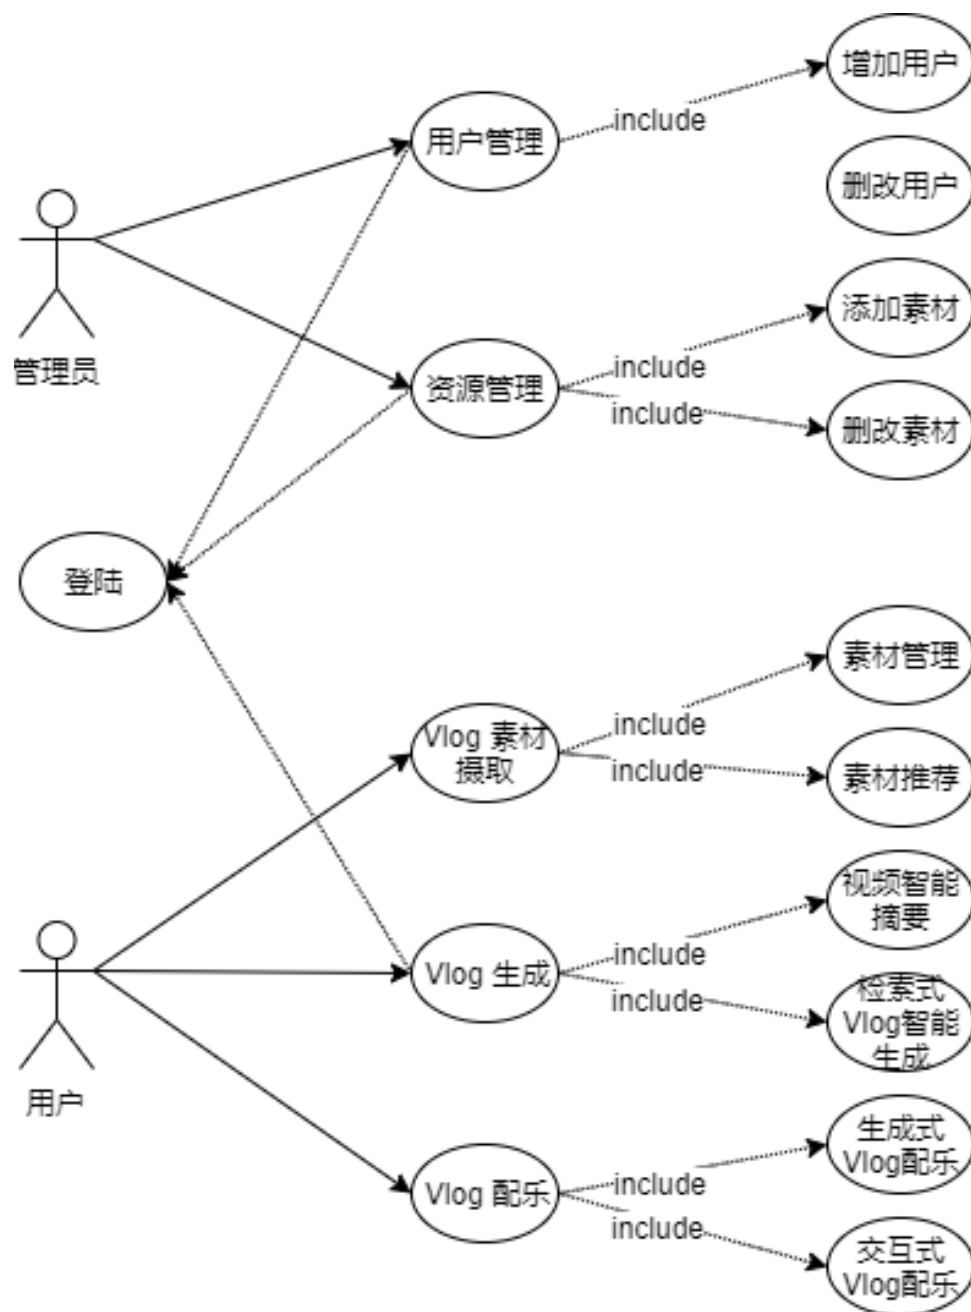 增加用户
用户管理
include
删改用户
添加素材
管理员
资源管理
include
include
删改素材
登陆
素材管理
Vlog 素材
摄取
include
include
素材推荐
视频智能
摘要
include
Vlog 生成
include
检索式
Vlog智能
生成
用户
生成式
Vlog配乐
include
Vlog 配乐
include
交互式
Vlog配乐